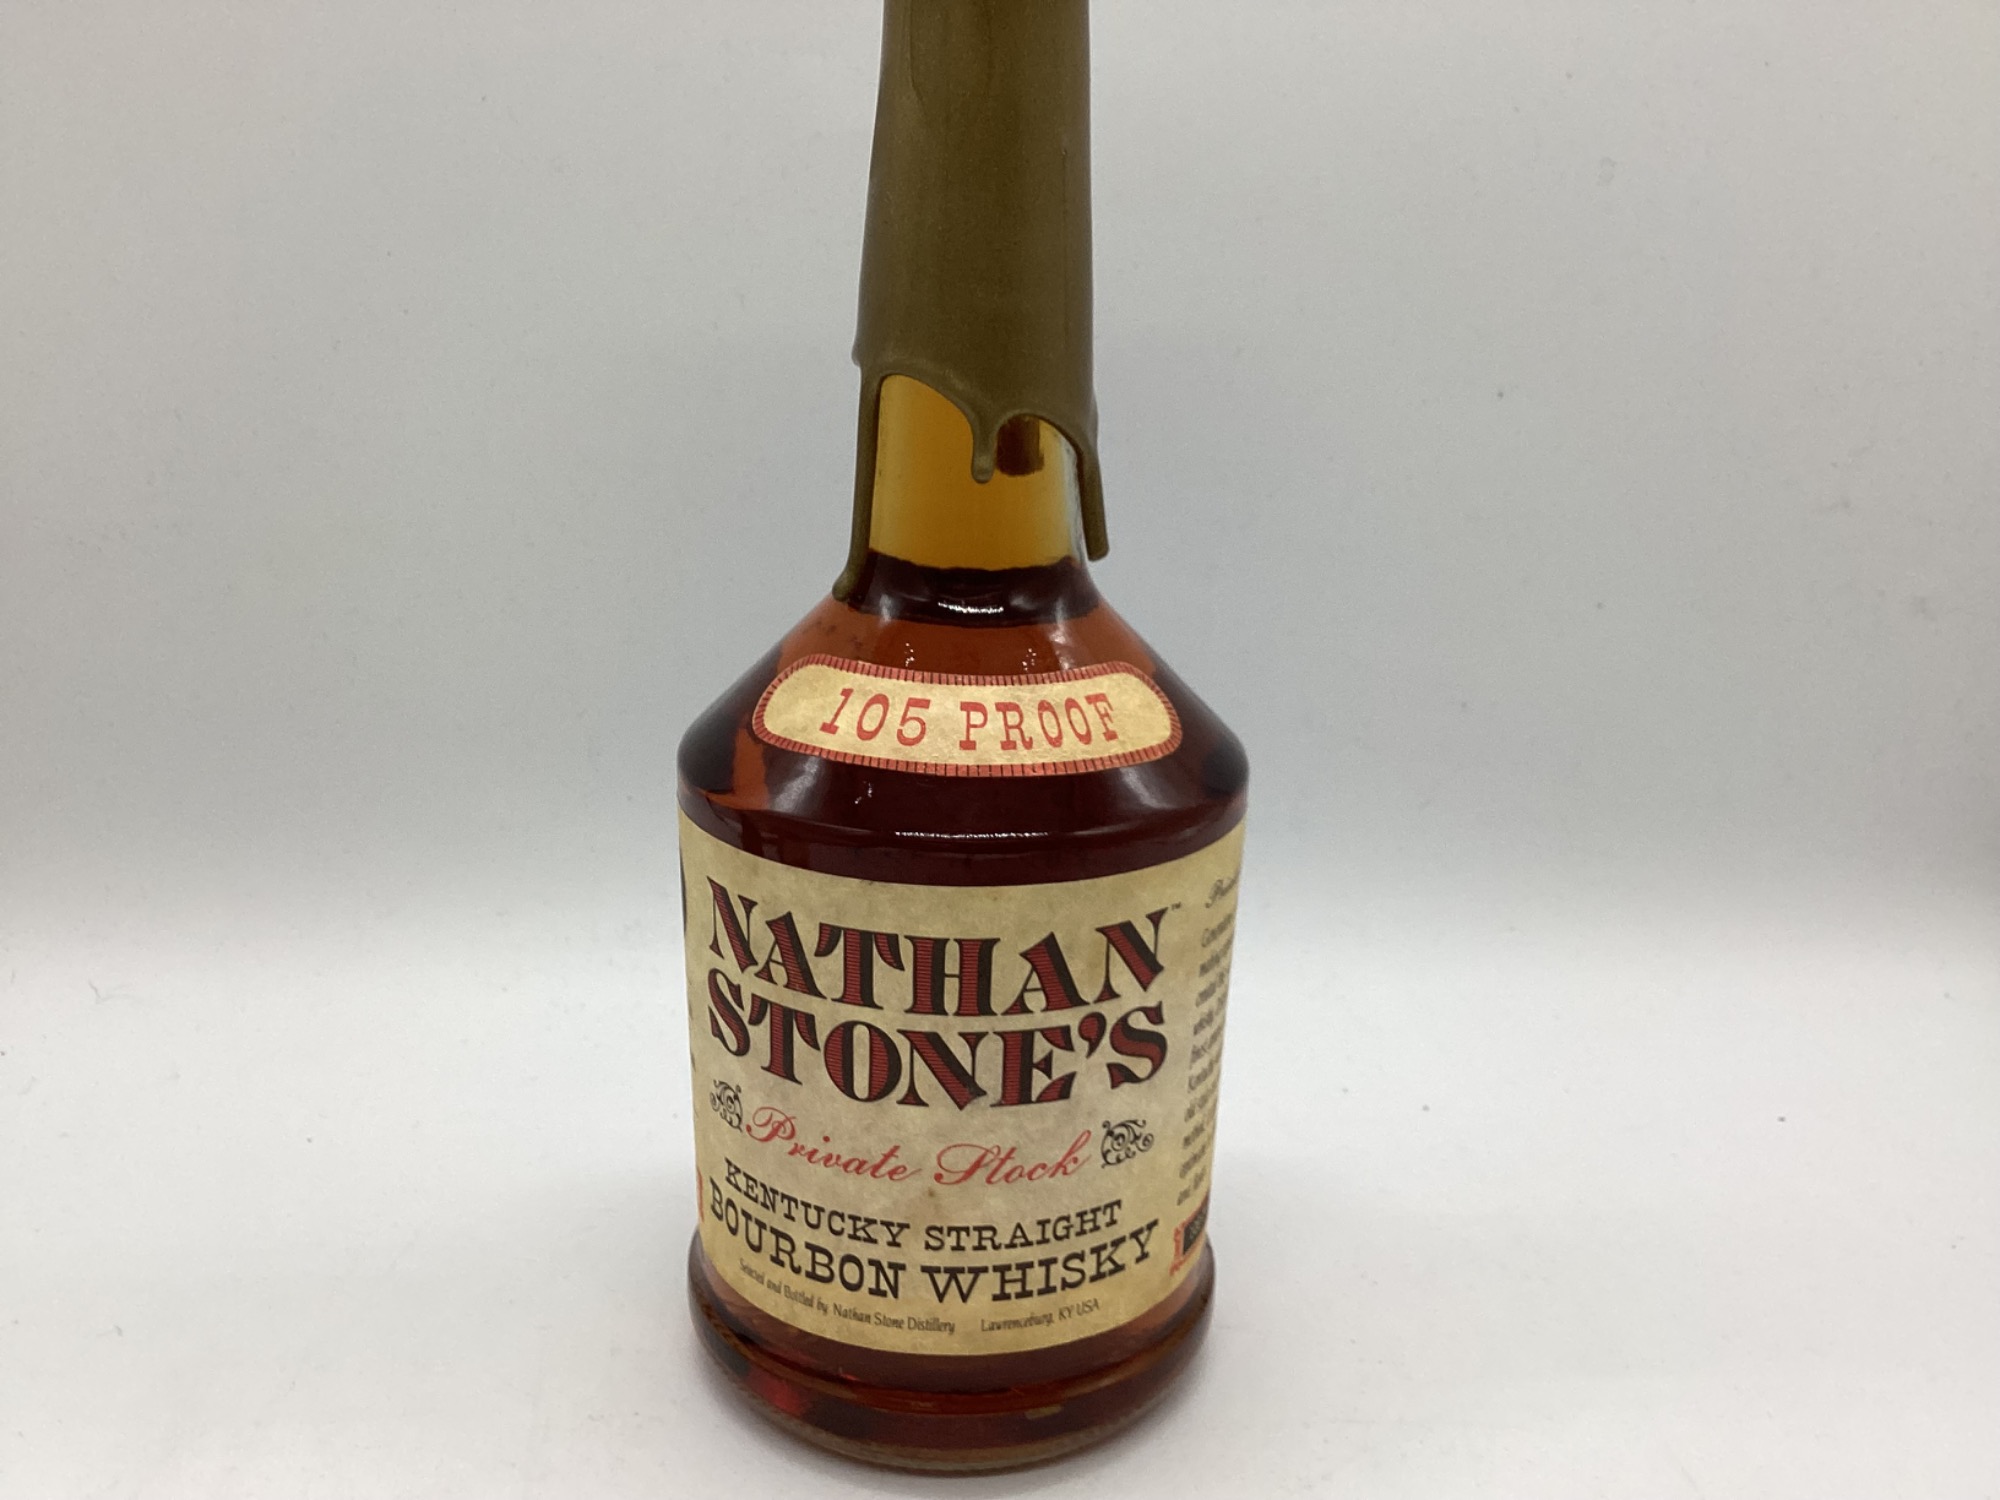 105 PROOF
NATHAN™
STONE'S
Private Stock
KENTUCKY STRAIGHT
BOURBON WHISKY
Selected and Bottled by Nathan Stone Distillery Lawrenceburg, KY USA